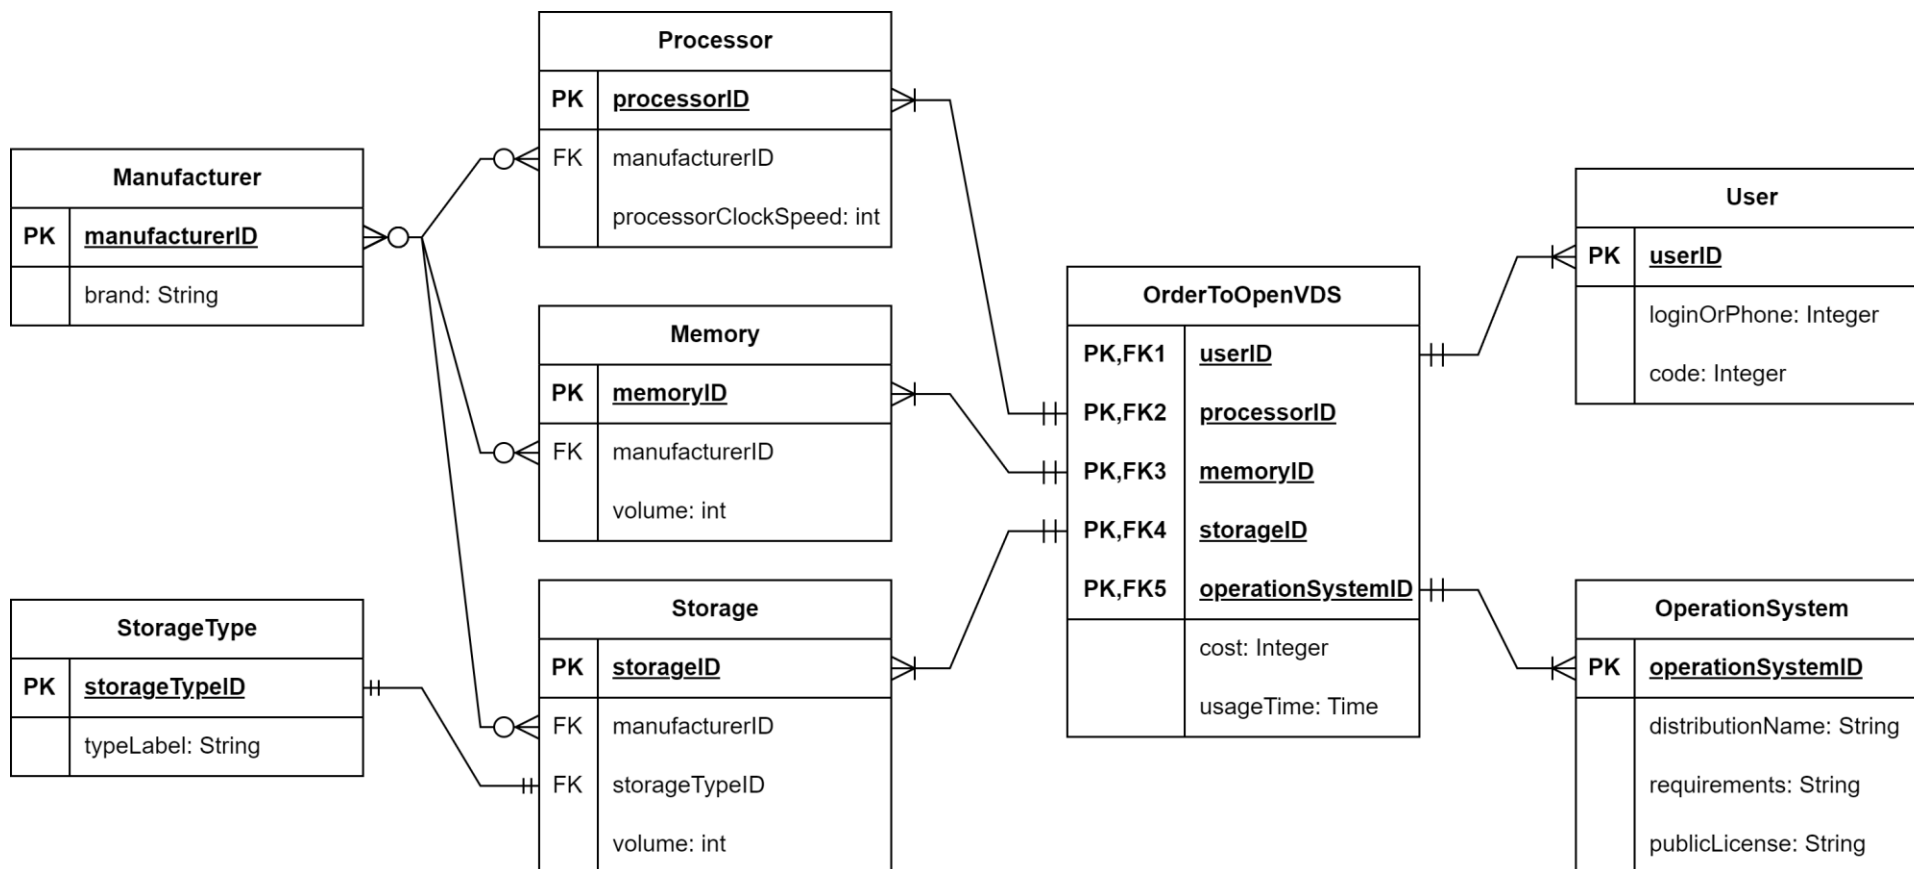 Processor
PK processorID
FK manufacturerID
processorClockSpeed: int
Manufacturer
PK manufacturerID
brand: String
Memory
PK memoryID
FK manufacturerID
volume: int
StorageType
PK storageTypeID
typeLabel: String
Storage
PK storageID
FK manufacturerID
FK storageTypeID
volume: int
OrderToOpenVDS
PK,FK1 userID
PK,FK2 processorID
PK,FK3 memoryID
PK,FK4 storageID
PK,FK5 operationSystemID
cost: Integer
usageTime: Time
User
PK userID
loginOrPhone: Integer
code: Integer
OperationSystem
PK operationSystemID
distributionName: String
requirements: String
publicLicense: String